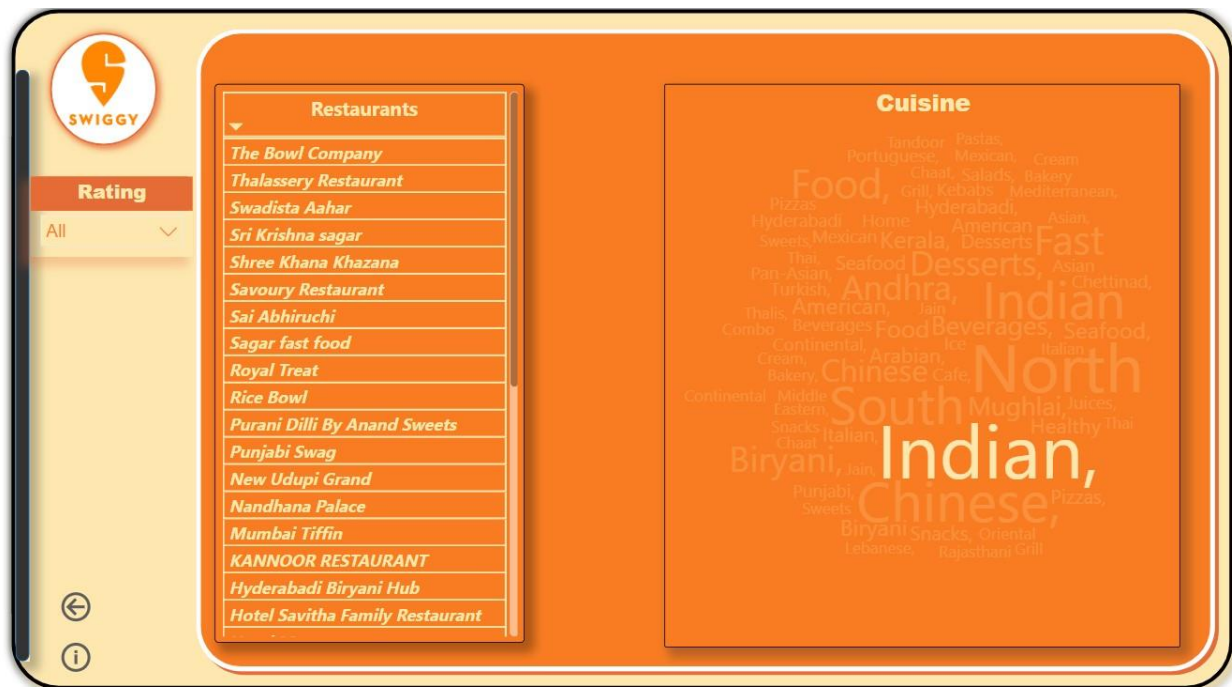 SWIGGY
Rating
All
Restaurants
The Bowl Company
Thalassery Restaurant
Swadista Aahar
Sri Krishna sagar
Shree Khana Khazana
Savoury Restaurant
Sai Abhiruchi
Sagar fast food
Royal Treat
Rice Bowl
Purani Dilli By Anand Sweets
Punjabi Swag
New Udupi Grand
Nandhana Palace
Mumbai Tiffin
KANNOOR RESTAURANT
Hyderabadi Biryani Hub
Hotel Savitha Family Restaurant
Cuisine
Tandoor Pastas,
Portuguese, Mexican, Cream
Chaat, Salads, Bakery
Food, Grill, Kebabs Mediterranean,
Pizzas Hyderabadi,
Hyderabadi Home American Asian,
Sweets, Mexican Kerala, Desserts Fast
Thai, Seafood Desserts, Asian
Pan-Asian, Chettinad,
Turkish, Andhra, Indian
Thalis, American, Jain
Combo Beverages Food Beverages, Seafood,
Continental, Ice Italian
Cream, Arabian,
Bakery, Chinese Cafe, North
Continental Middle South Mughlai, Juices,
Eastern,
Snacks Healthy Thai
Chaat Italian,
Biryani, Jain, Indian,
Punjabi, Chinese, Pizzas,
Sweets
Biryani Snacks, Oriental
Lebanese, Rajasthani Grill